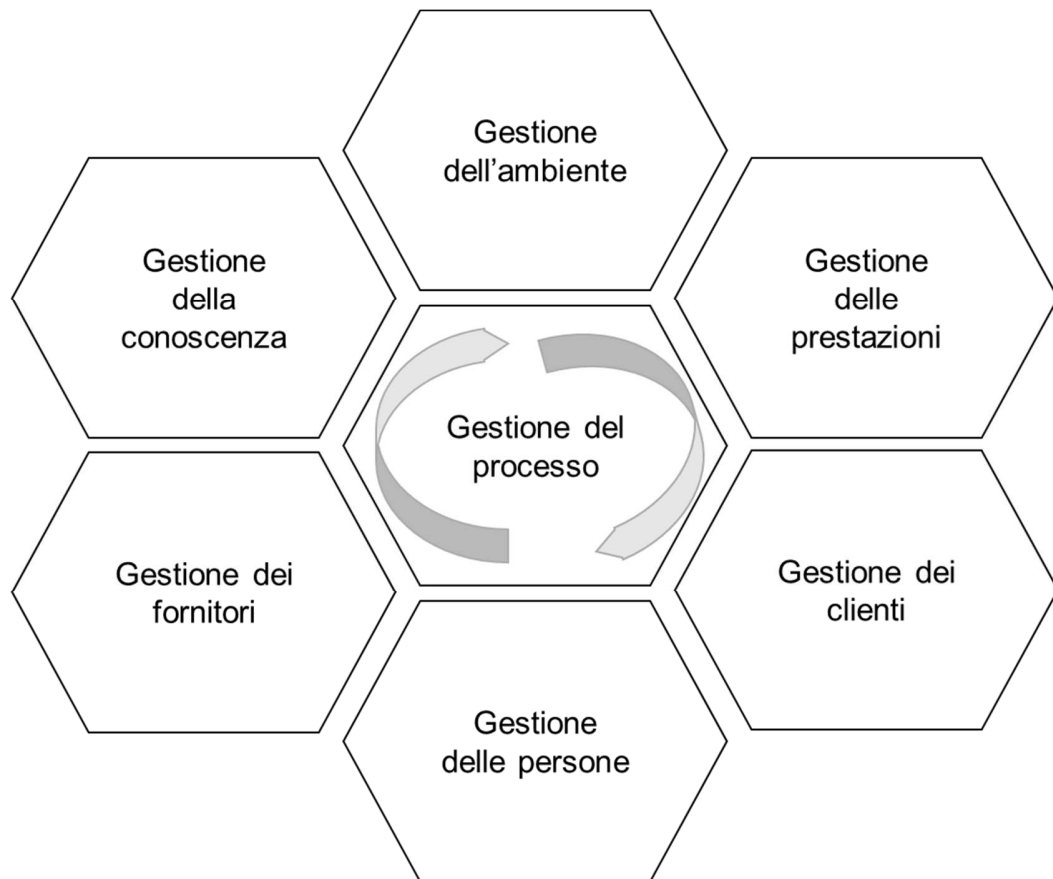 Gestione
dell'ambiente
Gestione
della
conoscenza
Gestione
delle
prestazioni
Gestione del
processo
Gestione dei
fornitori
Gestione dei
clienti
Gestione
delle persone